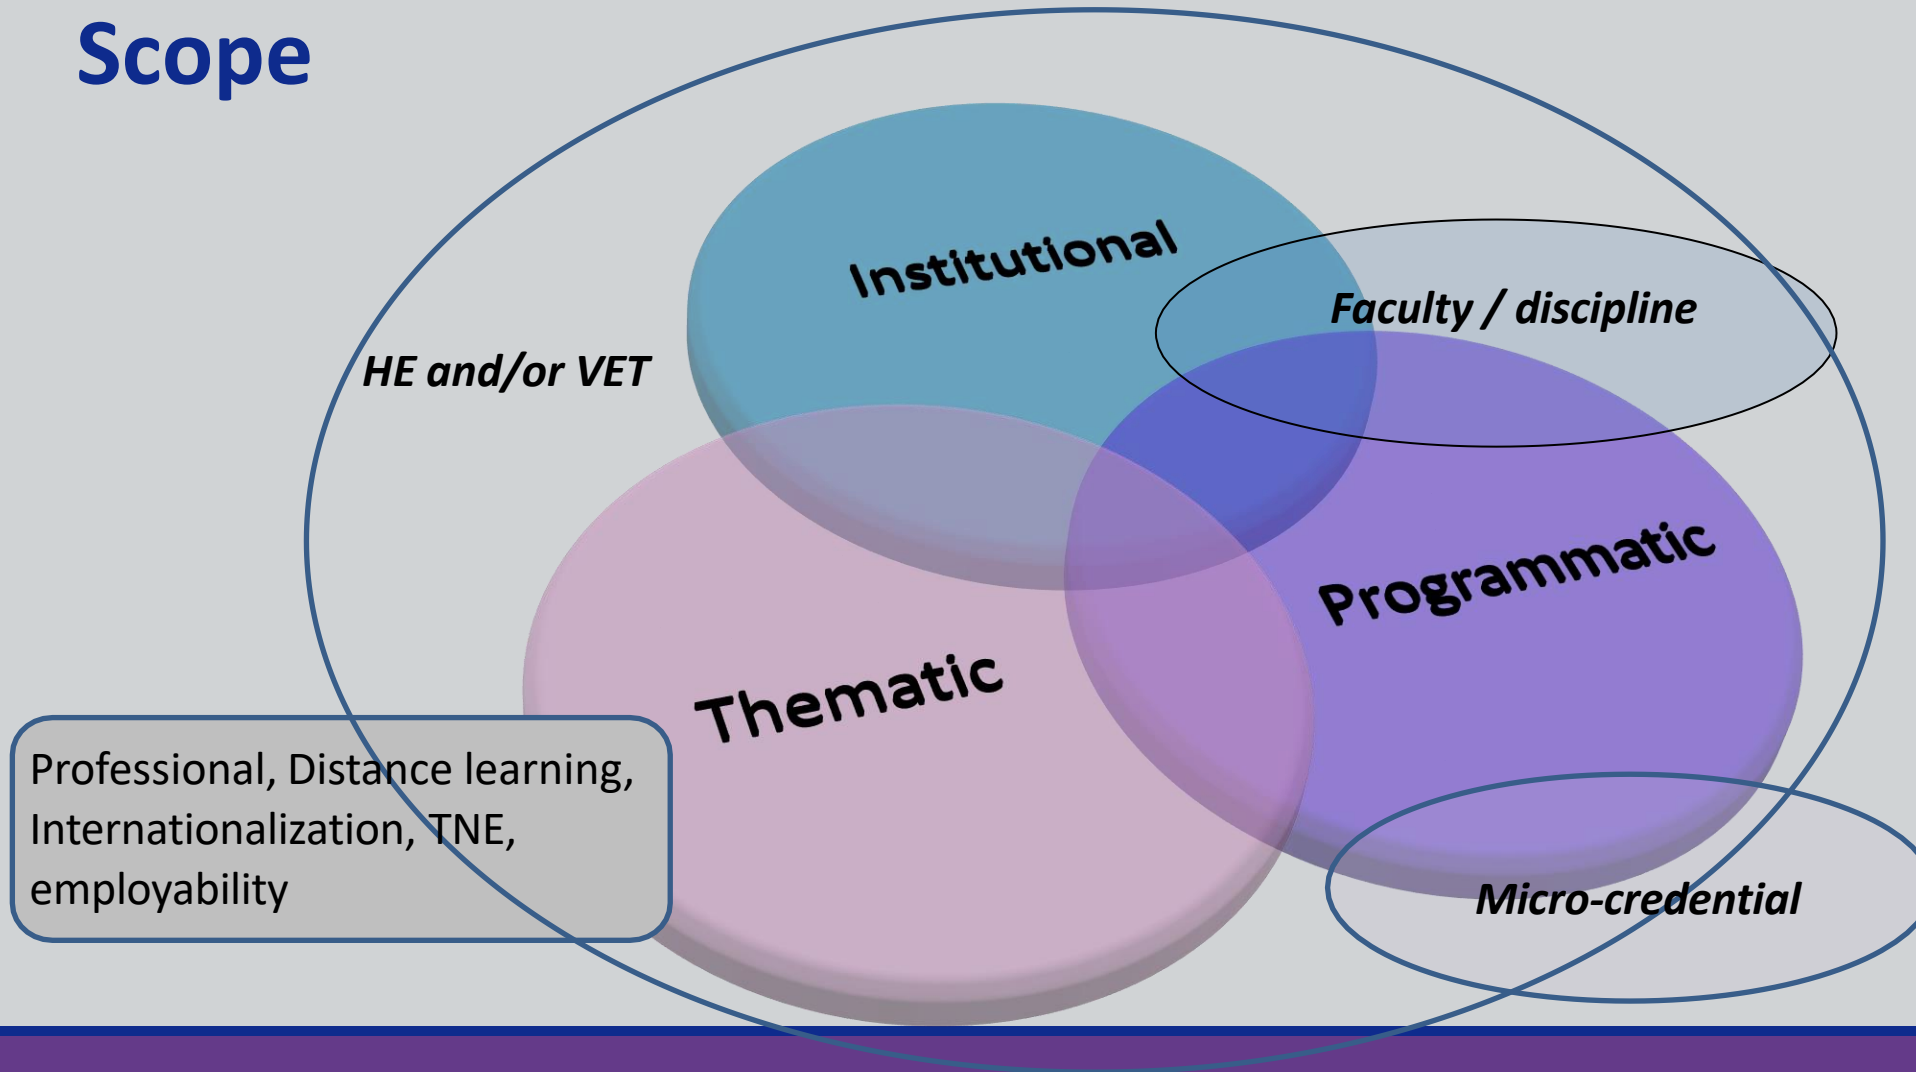 Scope
Institutional
Faculty / discipline
HE and/or VET
Programmatic
Thematic
Professional, Distance learning,
Internationalization, TNE,
employability
Micro-credential